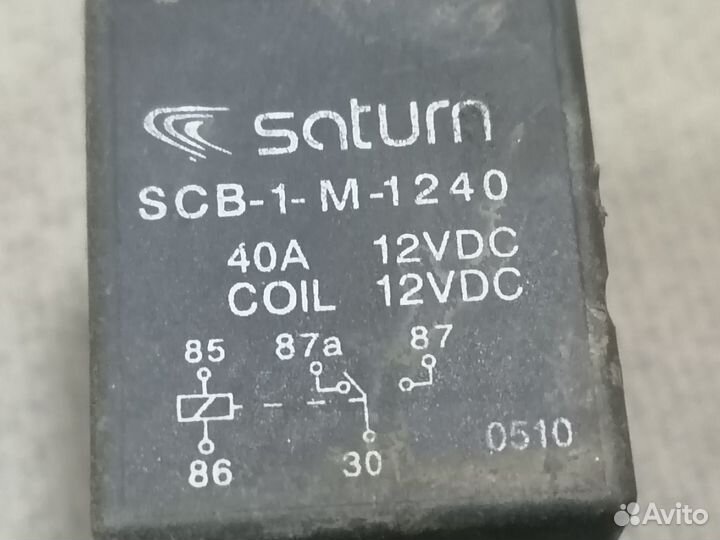 saturn
SCB-1-M-1240
40A 12VDC
COIL 12VDC
85 87a 87
86 30 0510
Avito